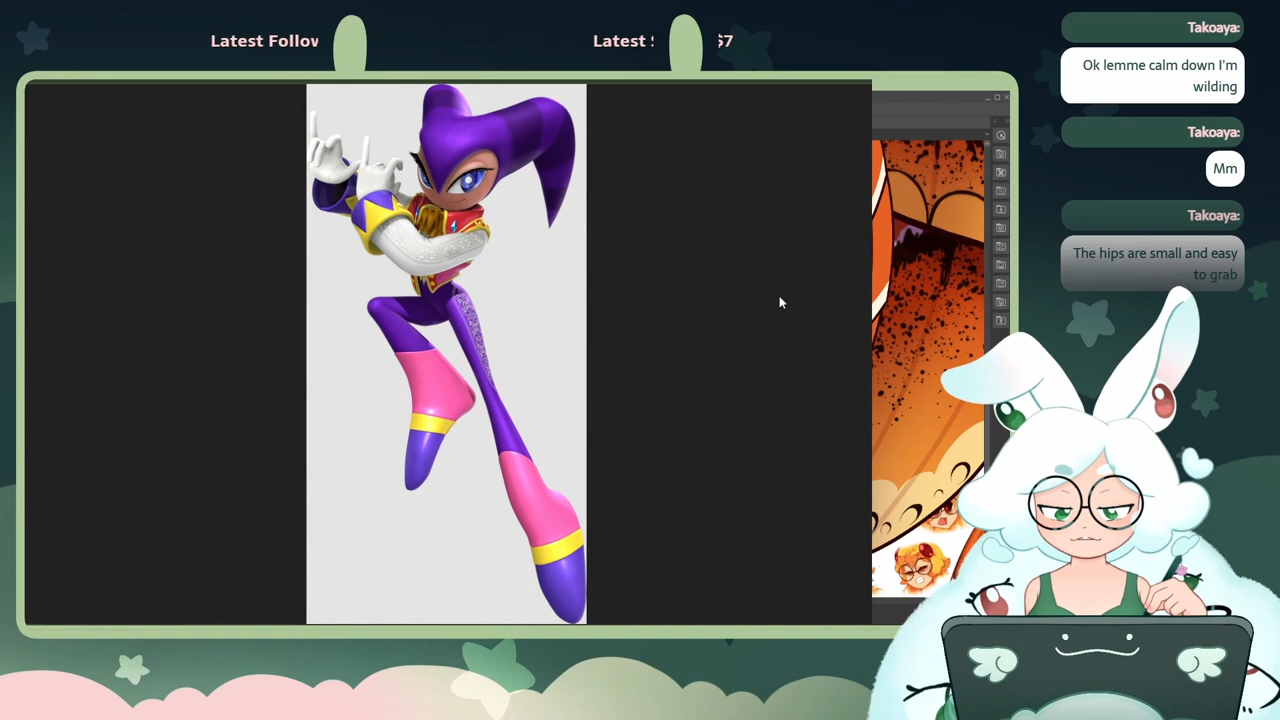 Latest Follov
Latest :
$7
Takoaya:
Ok lemme calm down I'm
wilding
Takoaya:
Mm
Takoaya:
The hips are small and easy
to grab